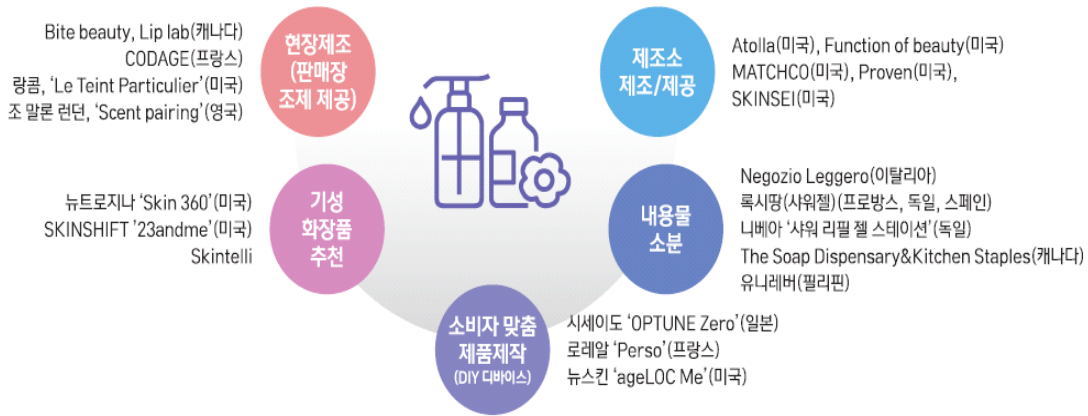 Bite beauty, Lip lab(캐나다)
CODAGE(프랑스)
랑콤, ‘Le Teint Particulier’(미국)
조 말론 런던, ‘Scent pairing’(영국)
현장제조
(판매장
조제 제공)
제조소
제조/제공
Atolla(미국), Function of beauty(미국)
MATCHCO(미국), Proven(미국),
SKINSEI(미국)
뉴트로지나 ‘Skin 360’(미국)
SKINSHIFT ’23andme’(미국)
Skintelli
기성
화장품
추천
내용물
소분
Negozio Leggero(이탈리아)
록시땅(샤워젤)(프로방스, 독일, 스페인)
니베아 ‘샤워 리필 젤 스테이션’(독일)
The Soap Dispensary&Kitchen Staples(캐나다)
유니레버(필리핀)
소비자 맞춤
제품제작
(DIY 디바이스)
시세이도 ‘OPTUNE Zero’(일본)
로레알 ‘Perso’(프랑스)
뉴스킨 ‘ageLOC Me’(미국)